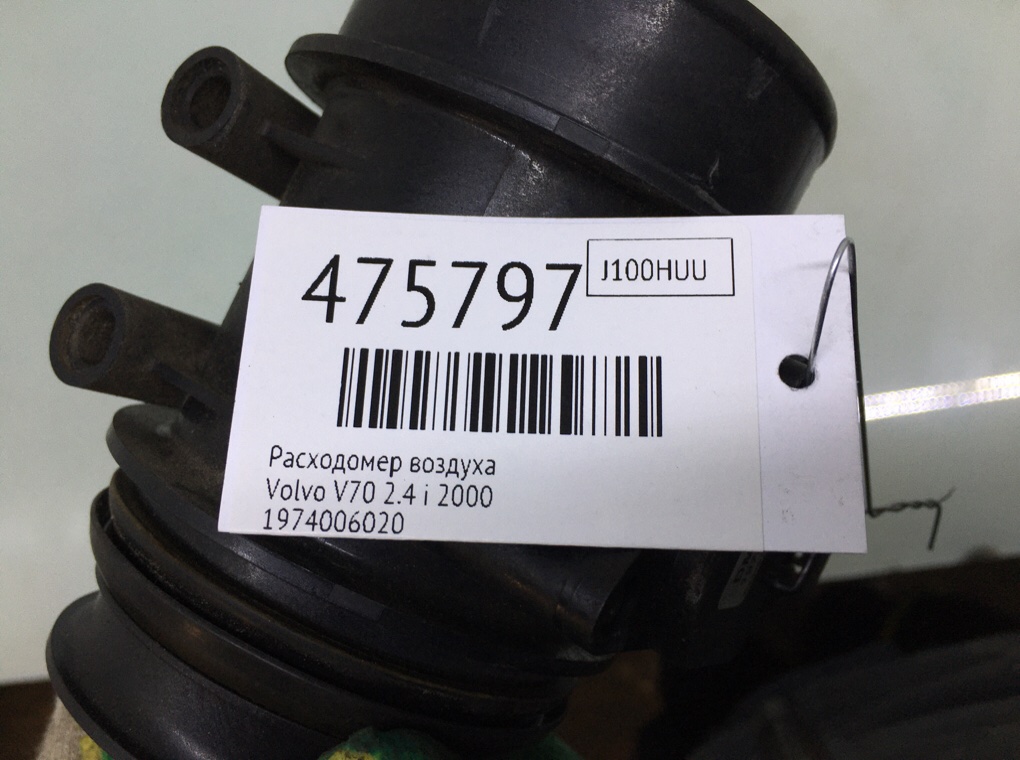 475797
J100HUU
Расходомер воздуха
Volvo V70 2.4 i 2000
1974006020